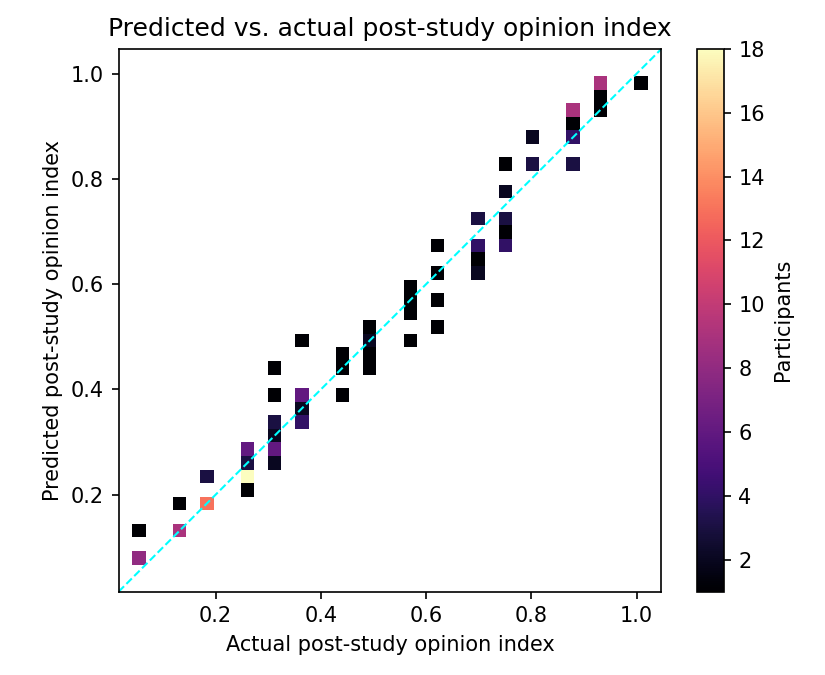 Predicted vs. actual post-study opinion index
Predicted post-study opinion index
1.0
0.8
0.6
0.4
0.2
0.2 0.4 0.6 0.8 1.0
Actual post-study opinion index
18
16
14
12
10
8
6
4
2
Participants